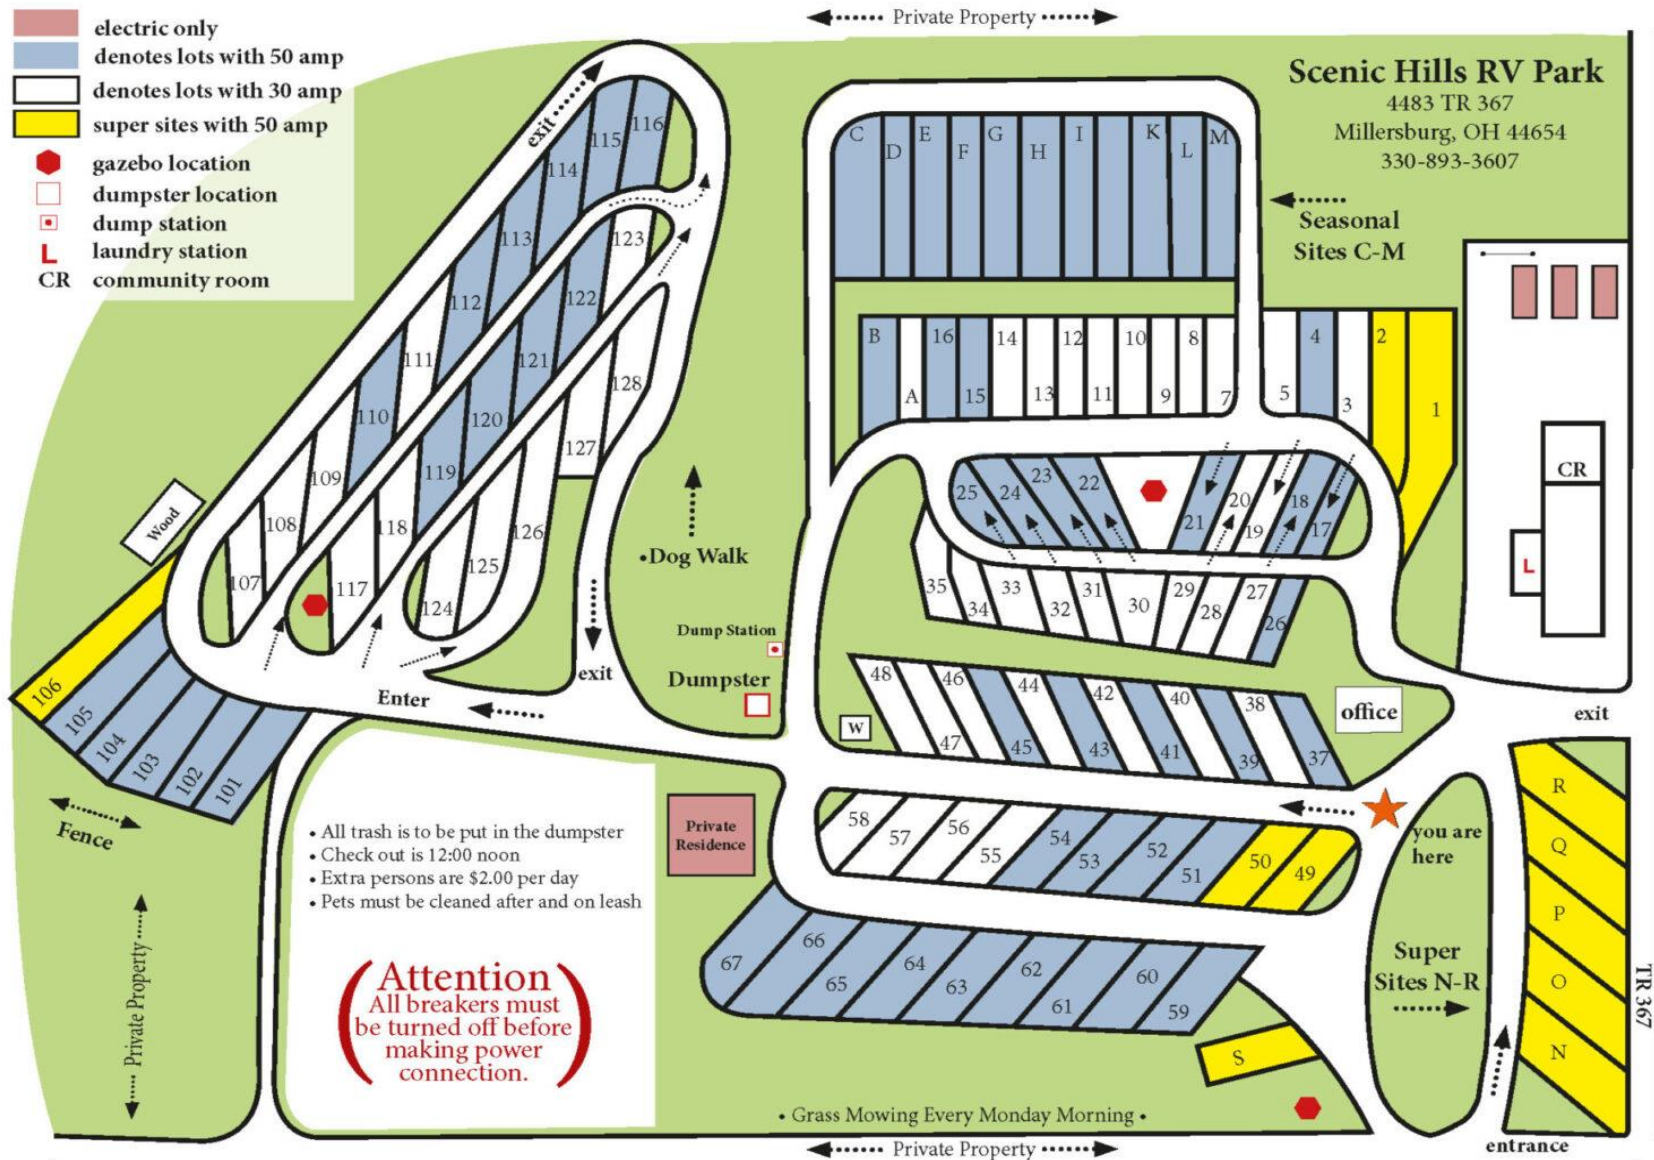 Private Property
electric only
denotes lots with 50 amp
denotes lots with 30 amp
super sites with 50 amp
gazebo location
dumpster location
dump station
L laundry station
CR community room
Scenic Hills RV Park
4483 TR 367
Millersburg, OH 44654
330-893-3607
Seasonal
Sites C-M
exit
116
115
114
113
112
111
110
109
108
107
123
122
121
120
119
118
117
128
127
126
125
124
Wood
106
105
104
103
102
101
Fence
Enter
exit
•Dog Walk
Dump Station
Dumpster
C
D
E
F
G
H
I
K
L
M
B
A
16
15
14
13
12
11
10
9
8
7
5
4
3
2
1
CR
L
25
24
23
22
21
20
19
18
17
35
34
33
32
31
30
29
28
27
26
48
47
46
45
44
43
42
41
40
39
38
37
W
office
exit
you are
here
58
57
56
55
54
53
52
51
50
49
Private
Residence
67
66
65
64
63
62
61
60
59
S
R
Q
P
O
N
Super
Sites N-R
TR 367
entrance
• All trash is to be put in the dumpster
• Check out is 12:00 noon
• Extra persons are $2.00 per day
• Pets must be cleaned after and on leash
Attention
All breakers must
be turned off before
making power
connection.
Private Property
• Grass Mowing Every Monday Morning •
Private Property